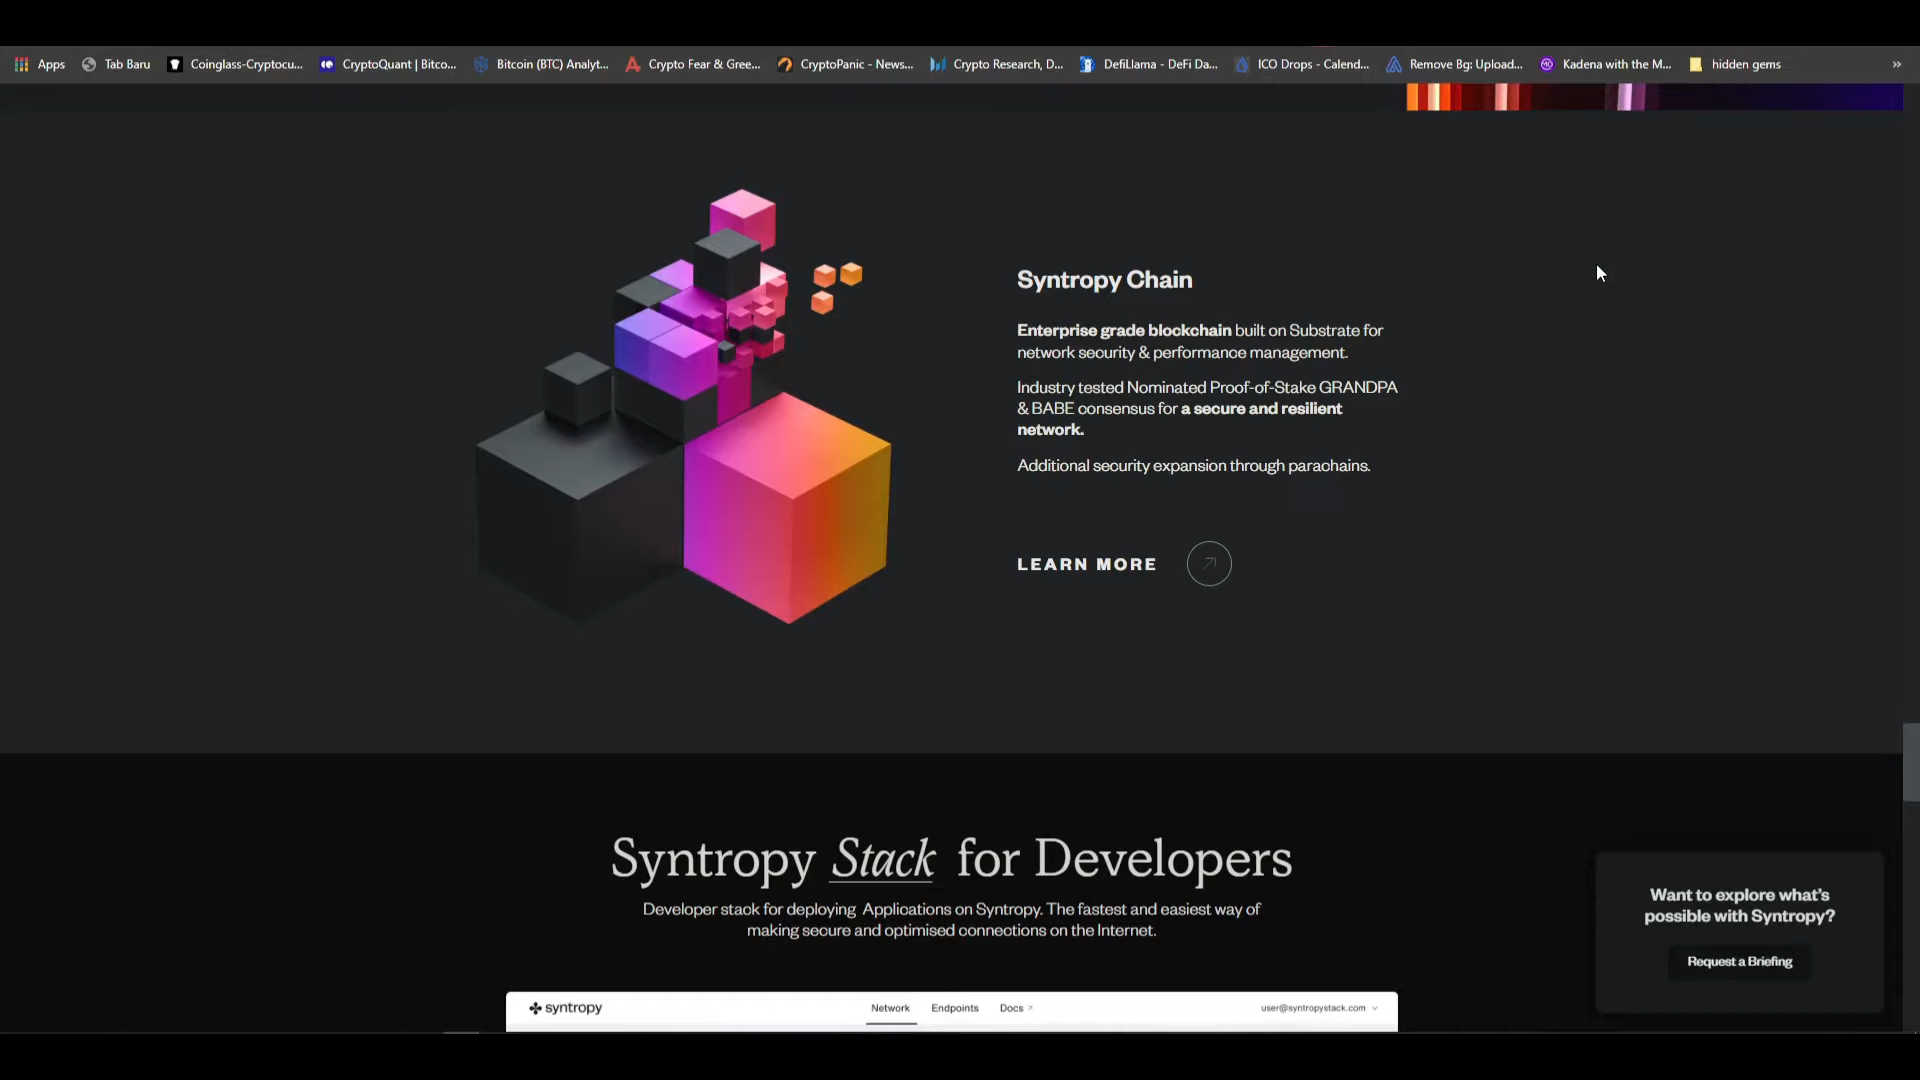 Apps
Tab Baru
Coinglass-Cryptocu...
CryptoQuant | Bitco...
Bitcoin (BTC) Analyt...
Crypto Fear & Gree...
CryptoPanic - News...
Crypto Research, D...
DefiLlama - DeFi Da...
ICO Drops - Calend...
Remove Bg: Upload...
Kadena with the M...
hidden gems
»
Syntropy Chain
Enterprise grade blockchain built on Substrate for
network security & performance management.
Industry tested Nominated Proof-of-Stake GRANDPA
& BABE consensus for a secure and resilient
network.
Additional security expansion through parachains.
LEARN MORE
Syntropy Stack for Developers
Developer stack for deploying Applications on Syntropy. The fastest and easiest way of
making secure and optimised connections on the Internet.
Want to explore what's
possible with Syntropy?
Request a Briefing
syntropy
Network
Endpoints
Docs
user@syntropystack.com